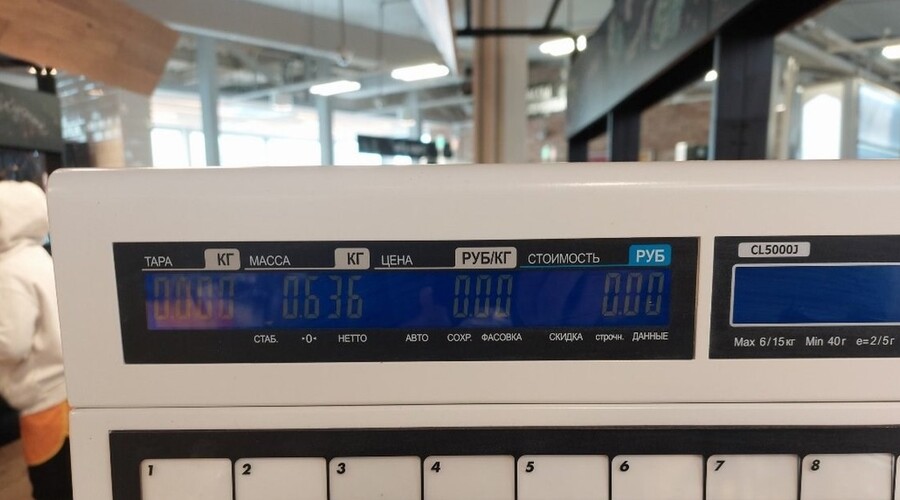 ТАРА КГ МАССА КГ ЦЕНА РУБ/КГ СТОИМОСТЬ РУБ
0.000 0.636 0.00 0.00
СТАБ. →0← НЕТТО АВТО СОХР. ФАСОВКА СКИДКА строчн. ДАННЫЕ
CL5000J
Max 6/15кг Min 40г e=2/5г
1 2 3 4 5 6 7 8